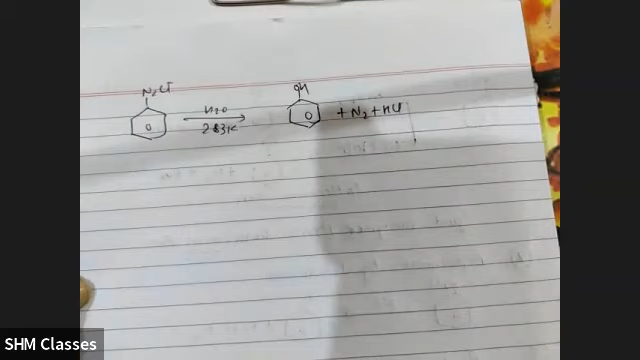 N₂Cl OH
H₂O
+ N₂ + HCl
283K
SHM Classes